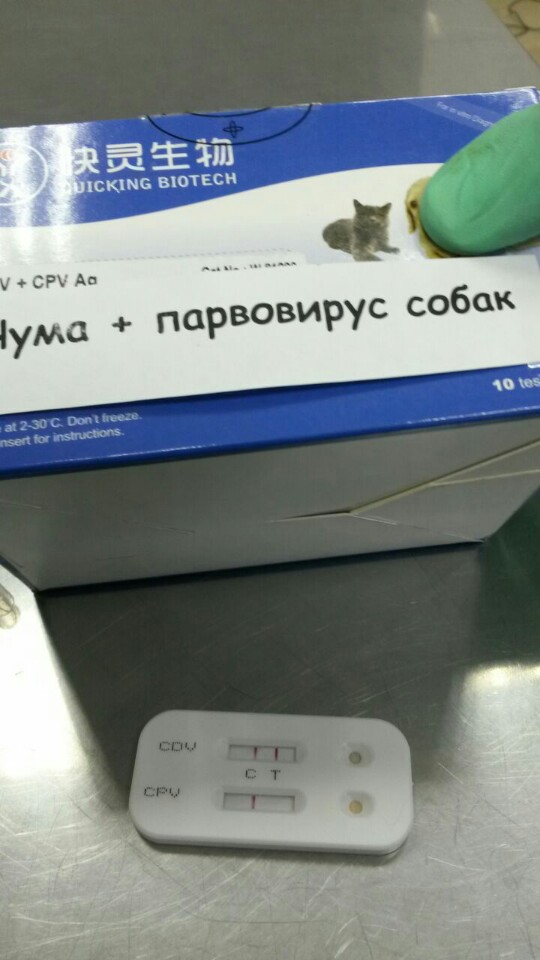 快灵生物
QUICKING BIOTECH
V + CPV Aa
Чума + парвовирус собак
10 tes
at 2-30°C. Don't freeze.
nsert for instructions.
CDV
C T
CPV